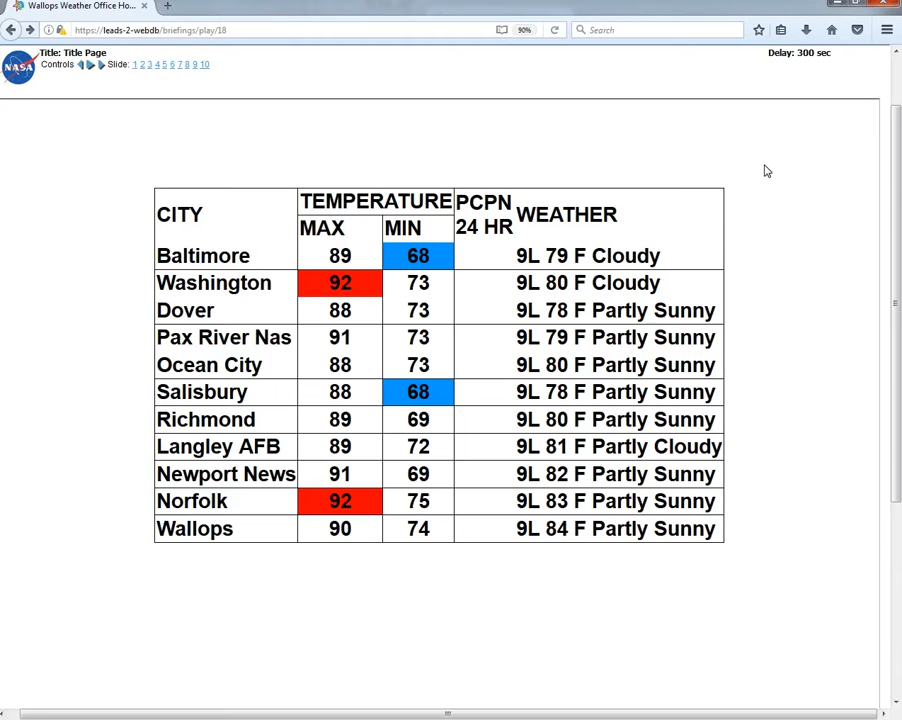 Wallops Weather Office Ho...
https://leads-2-webdb/briefings/play/18
90%
Search
NASA
Title: Title Page
Delay: 300 sec
Controls Slide: 1 2 3 4 5 6 7 8 9 10
CITY TEMPERATURE PCPN 24 HR WEATHER
MAX MIN
Baltimore 89 68 9L 79 F Cloudy
Washington 92 73 9L 80 F Cloudy
Dover 88 73 9L 78 F Partly Sunny
Pax River Nas 91 73 9L 79 F Partly Sunny
Ocean City 88 73 9L 80 F Partly Sunny
Salisbury 88 68 9L 78 F Partly Sunny
Richmond 89 69 9L 80 F Partly Sunny
Langley AFB 89 72 9L 81 F Partly Cloudy
Newport News 91 69 9L 82 F Partly Sunny
Norfolk 92 75 9L 83 F Partly Sunny
Wallops 90 74 9L 84 F Partly Sunny